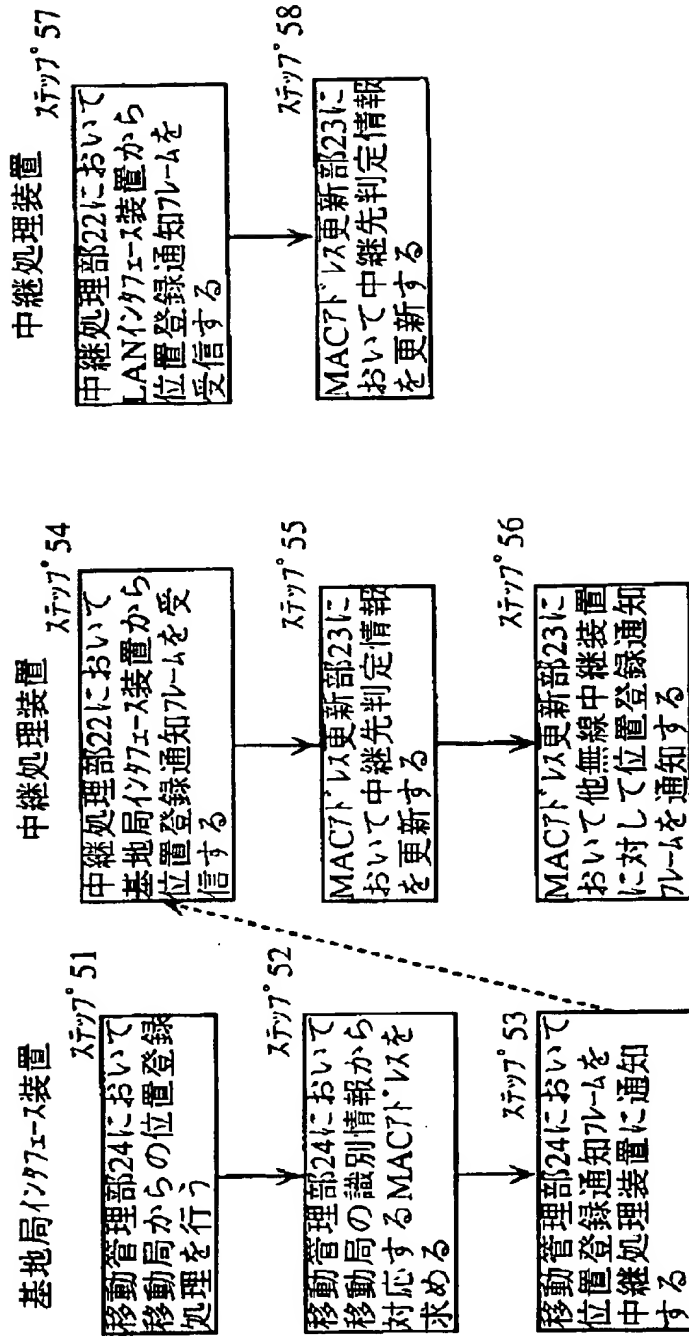 基地局インタフェース装置
ステップ51
移動管理部24において
移動局からの位置登録
処理を行う
ステップ52
移動管理部24において
移動局の識別情報から
対応するMACアドレスを
求める
ステップ53
移動管理部24において
位置登録通知フレームを
中継処理装置に通知
する
中継処理装置
ステップ54
中継処理部22において
基地局インタフェース装置から
位置登録通知フレームを受
信する
ステップ55
MACアドレス更新部23に
おいて中継先判定情報
を更新する
ステップ56
MACアドレス更新部23に
おいて他無線中継装置
に対して位置登録通知
フレームを通知する
中継処理装置
ステップ57
中継処理部22において
LANインタフェース装置から
位置登録通知フレームを
受信する
ステップ58
MACアドレス更新部23に
おいて中継先判定情報
を更新する